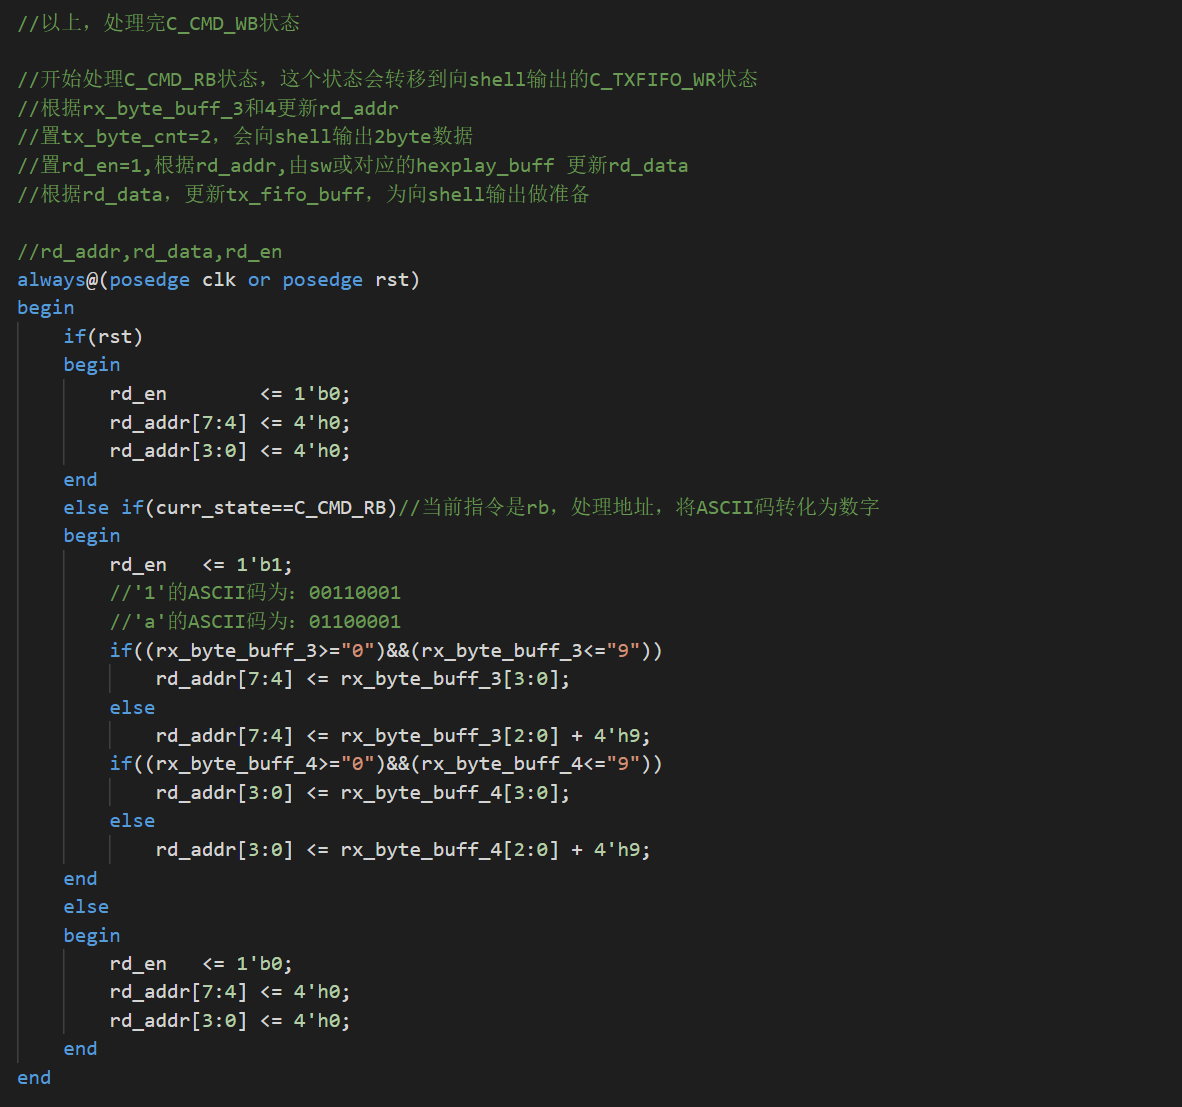 //以上，处理完C_CMD_WB状态
//开始处理C_CMD_RB状态，这个状态会转移到向shell输出的C_TXFIFO_WR状态
//根据rx_byte_buff_3和4更新rd_addr
//置tx_byte_cnt=2，会向shell输出2byte数据
//置rd_en=1,根据rd_addr,由sw或对应的hexplay_buff 更新rd_data
//根据rd_data，更新tx_fifo_buff，为向shell输出做准备
//rd_addr,rd_data,rd_en
always@(posedge clk or posedge rst)
begin
    if(rst)
    begin
        rd_en        <= 1'b0;
        rd_addr[7:4] <= 4'h0;
        rd_addr[3:0] <= 4'h0;
    end
    else if(curr_state==C_CMD_RB)//当前指令是rb，处理地址，将ASCII码转化为数字
    begin
        rd_en   <= 1'b1;
        //'1'的ASCII码为：00110001
        //'a'的ASCII码为：01100001
        if((rx_byte_buff_3>="0")&&(rx_byte_buff_3<="9"))
            rd_addr[7:4] <= rx_byte_buff_3[3:0];
        else
            rd_addr[7:4] <= rx_byte_buff_3[2:0] + 4'h9;
        if((rx_byte_buff_4>="0")&&(rx_byte_buff_4<="9"))
            rd_addr[3:0] <= rx_byte_buff_4[3:0];
        else
            rd_addr[3:0] <= rx_byte_buff_4[2:0] + 4'h9;
    end
    else
    begin
        rd_en   <= 1'b0;
        rd_addr[7:4] <= 4'h0;
        rd_addr[3:0] <= 4'h0;
    end
end